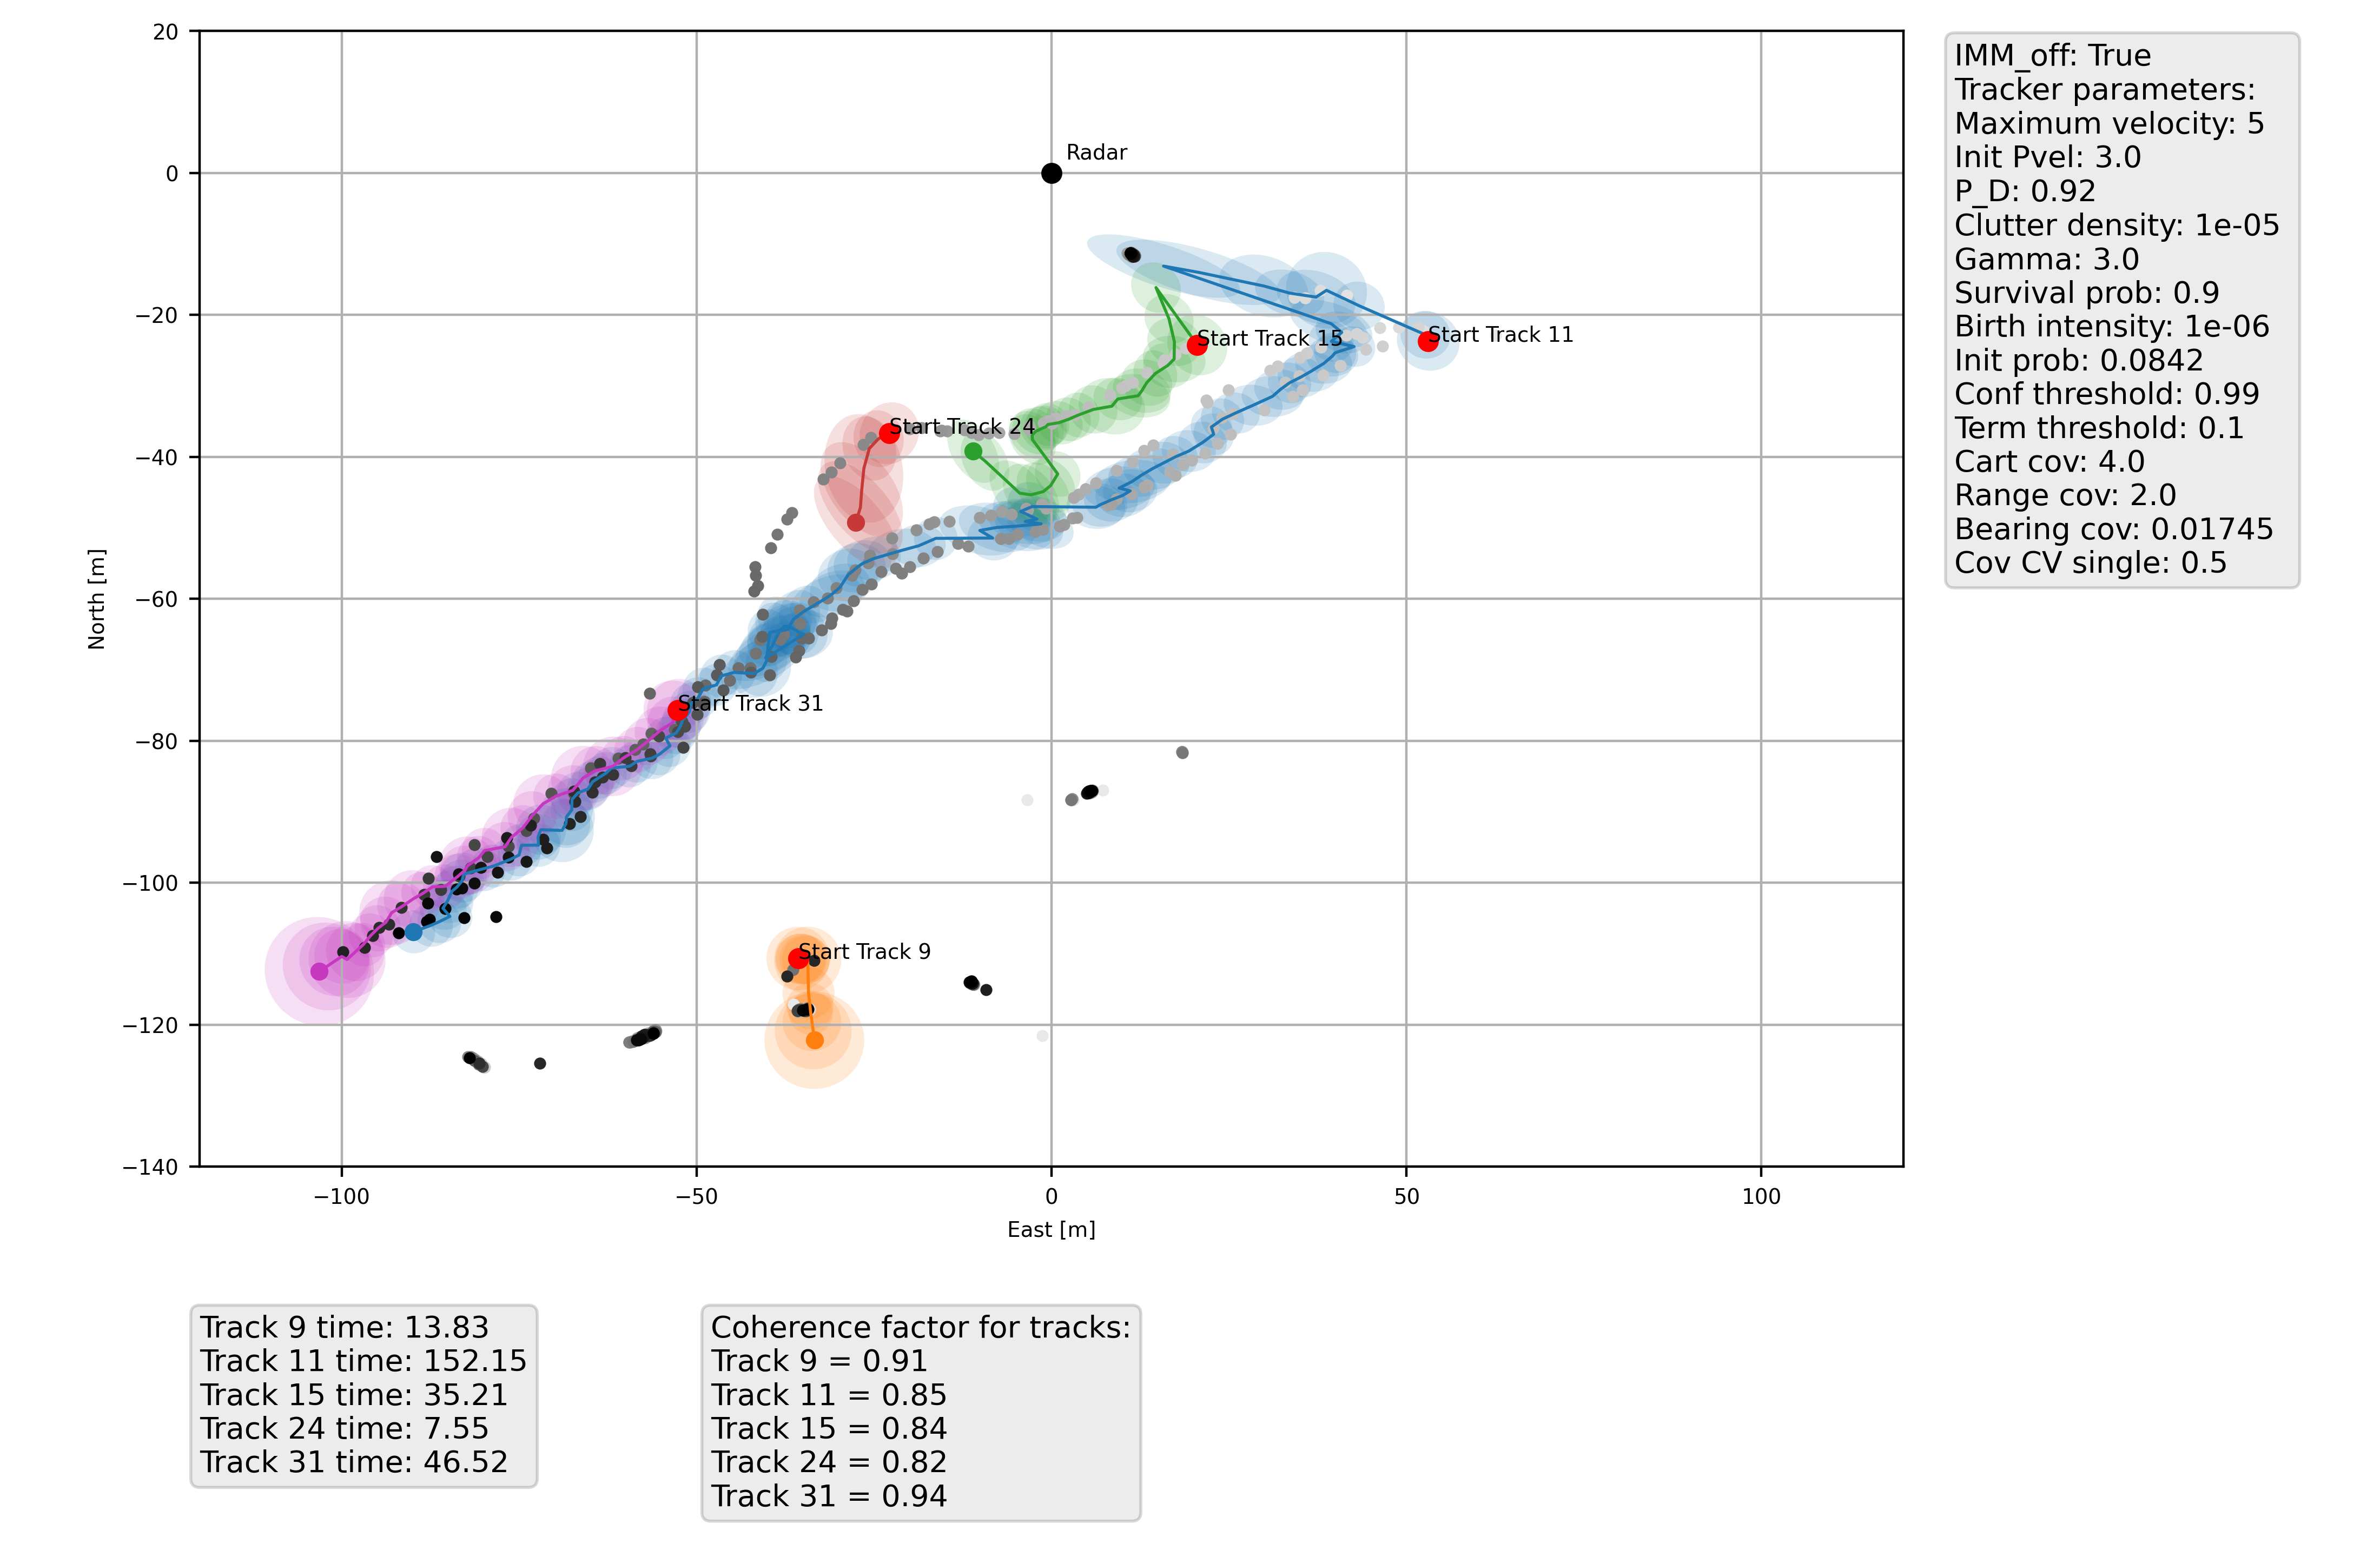 20
0
−20
−40
−60
−80
−100
−120
−140
North [m]
−100
−50
0
50
100
East [m]
Radar
Start Track 15
Start Track 11
Start Track 24
Start Track 31
Start Track 9
IMM_off: True
Tracker parameters:
Maximum velocity: 5
Init Pvel: 3.0
P_D: 0.92
Clutter density: 1e-05
Gamma: 3.0
Survival prob: 0.9
Birth intensity: 1e-06
Init prob: 0.0842
Conf threshold: 0.99
Term threshold: 0.1
Cart cov: 4.0
Range cov: 2.0
Bearing cov: 0.01745
Cov CV single: 0.5
Track 9 time: 13.83
Track 11 time: 152.15
Track 15 time: 35.21
Track 24 time: 7.55
Track 31 time: 46.52
Coherence factor for tracks:
Track 9 = 0.91
Track 11 = 0.85
Track 15 = 0.84
Track 24 = 0.82
Track 31 = 0.94